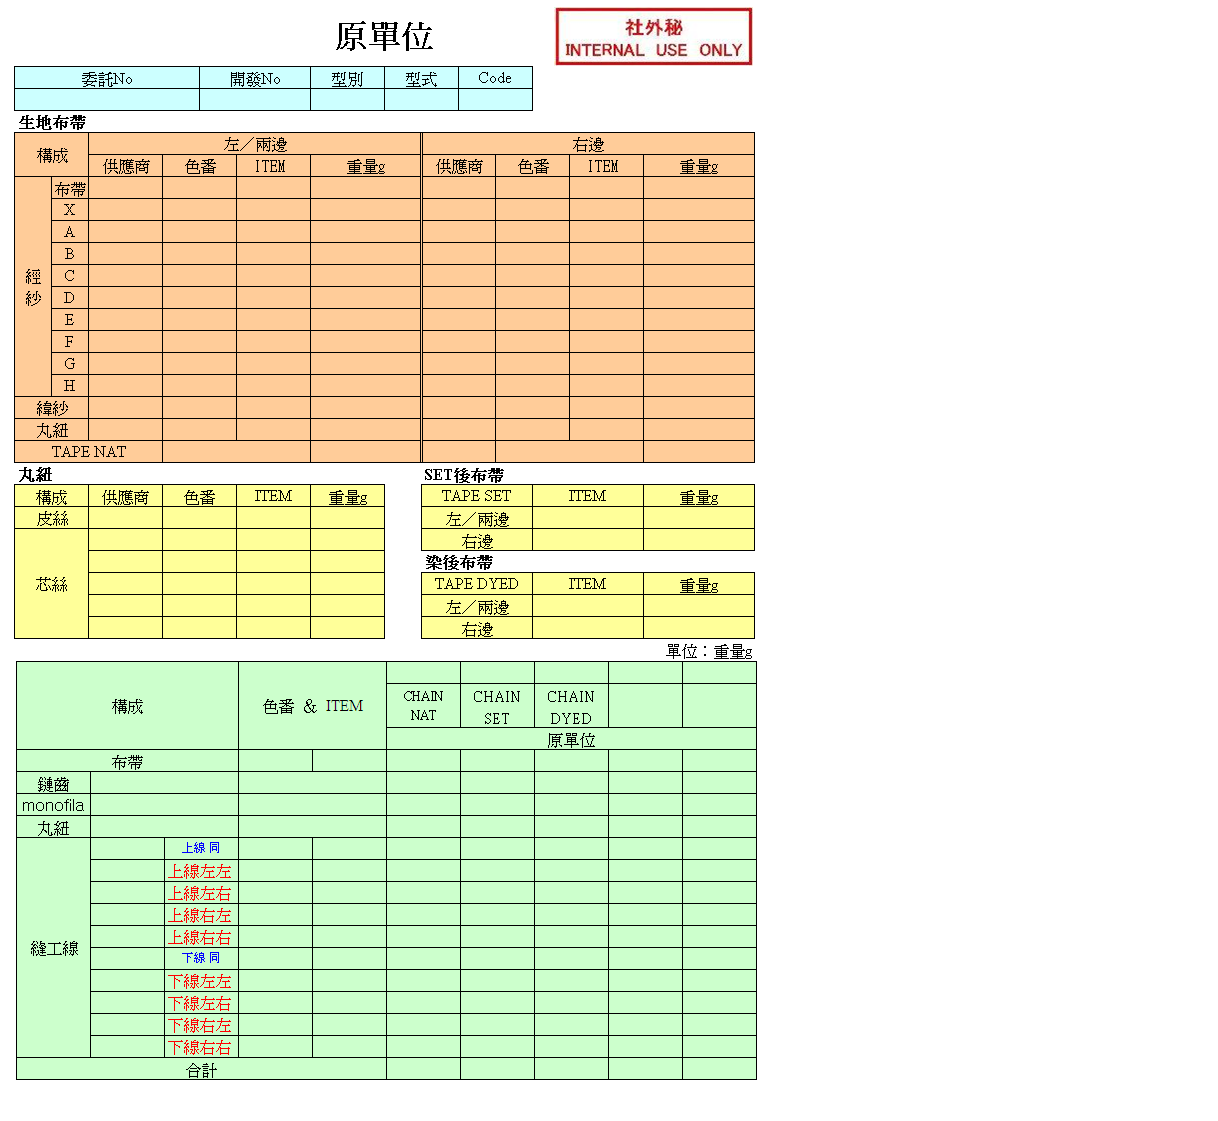 原單位
社外秘
INTERNAL USE ONLY
委託No 開發No 型別 型式 Code
生地布帶
構成 左／兩邊 右邊
供應商 色番 ITEM 重量g 供應商 色番 ITEM 重量g
經紗
布帶
X
A
B
C
D
E
F
G
H
緯紗
丸紐
TAPE NAT
丸紐
構成 供應商 色番 ITEM 重量g
皮絲
芯絲
SET後布帶
TAPE SET ITEM 重量g
左／兩邊
右邊
染後布帶
TAPE DYED ITEM 重量g
左／兩邊
右邊
單位：重量g
構成 色番 & ITEM
CHAIN NAT
CHAIN SET
CHAIN DYED
原單位
布帶
鏈齒
monofila
丸紐
縫工線
上線 同
上線左左
上線左右
上線右左
上線右右
下線 同
下線左左
下線左右
下線右左
下線右右
合計